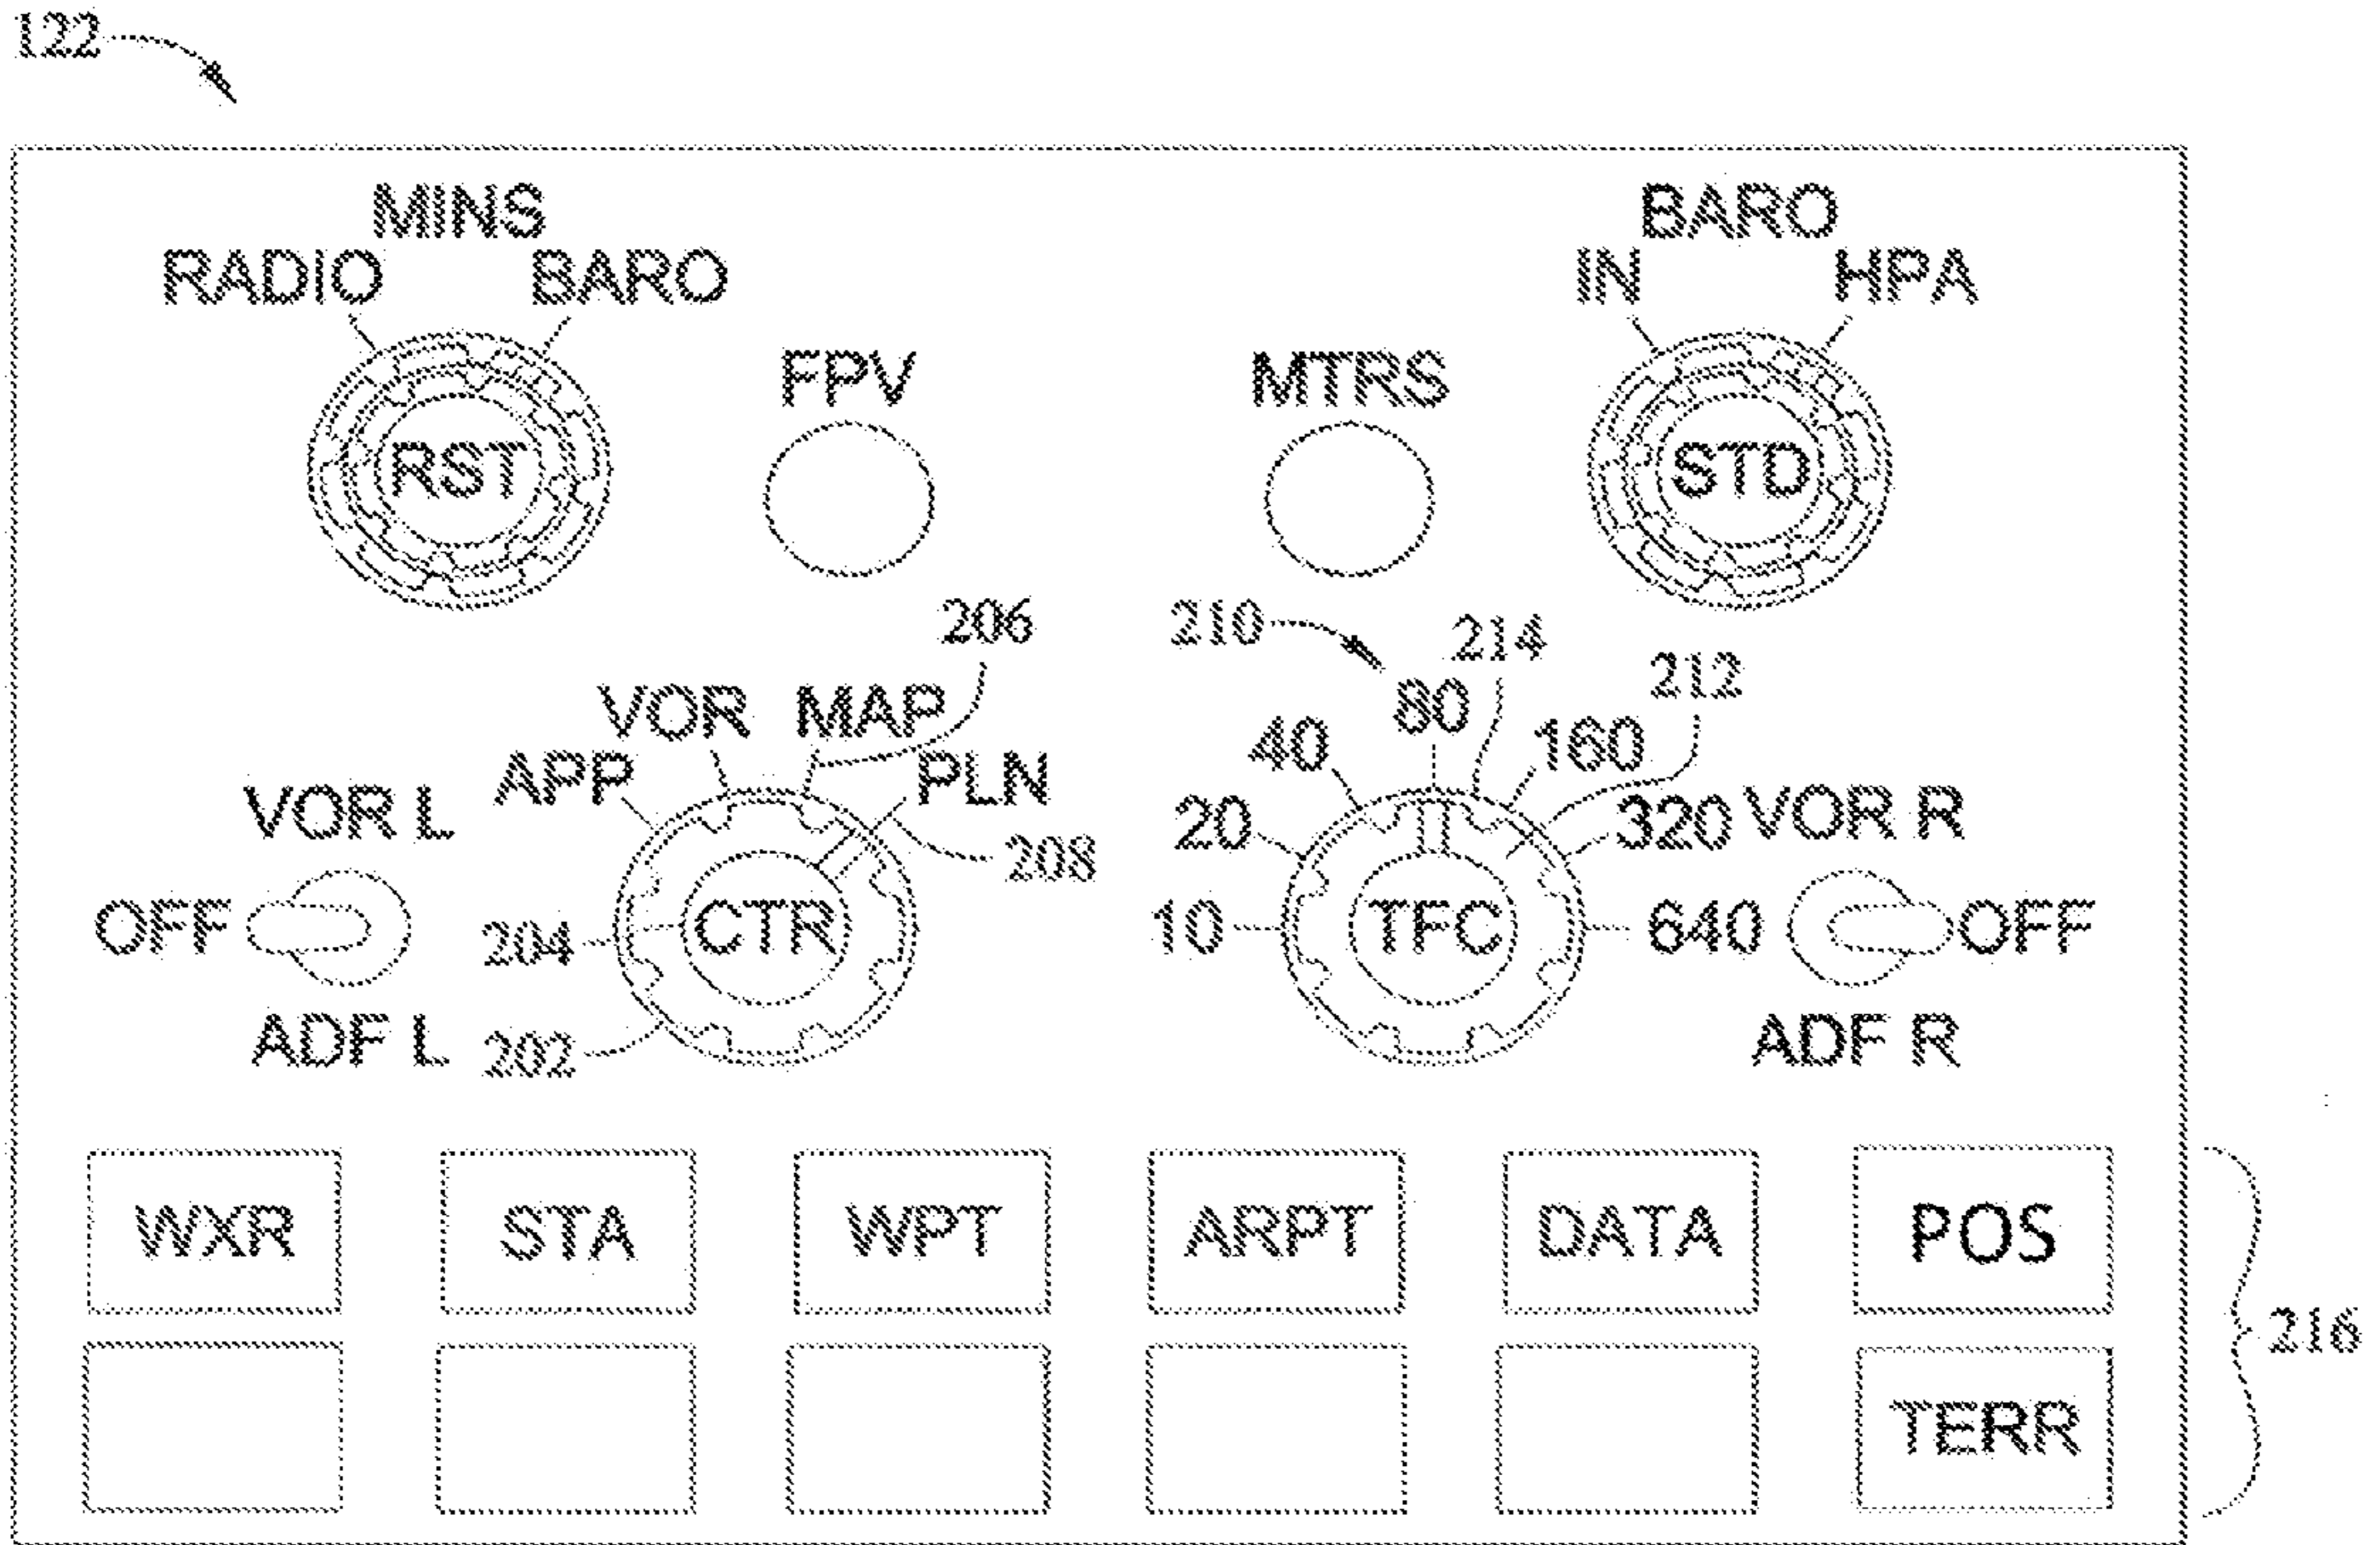 122
MINS
BARO
RADIO
BARO
IN
HPA
FPV
MTRS
RST
STD
206
210
214
212
VOR
MAP
80
APP
PLN
40
160
VOR L
20
320
VOR R
208
OFF
204
CTR
10
TFC
640
OFF
ADF L
202
ADF R
WXR
STA
WPT
ARPT
DATA
POS
216
TERR